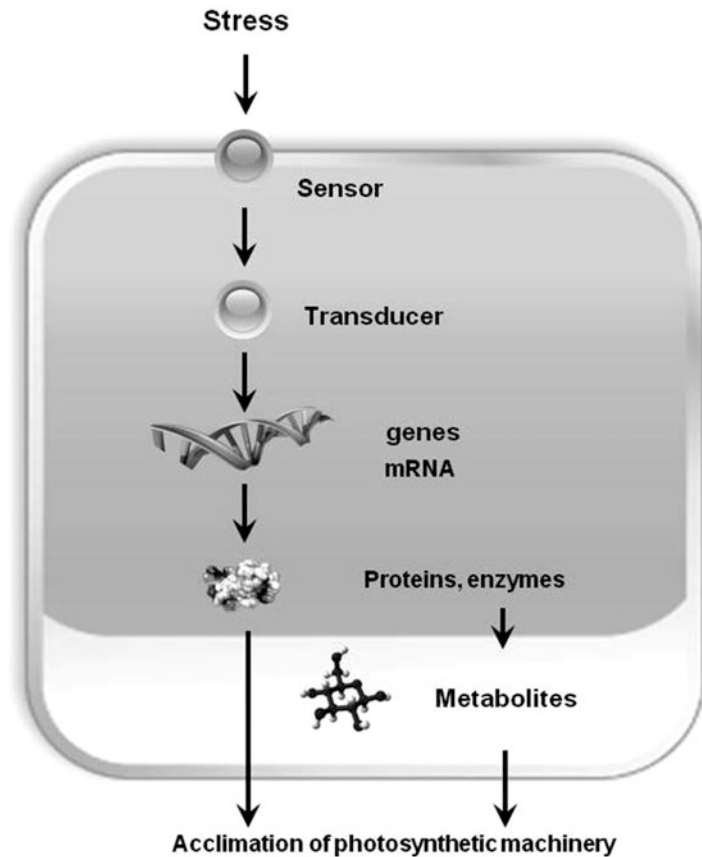 Stress
Sensor
Transducer
genes
mRNA
Proteins, enzymes
Metabolites
Acclimation of photosynthetic machinery